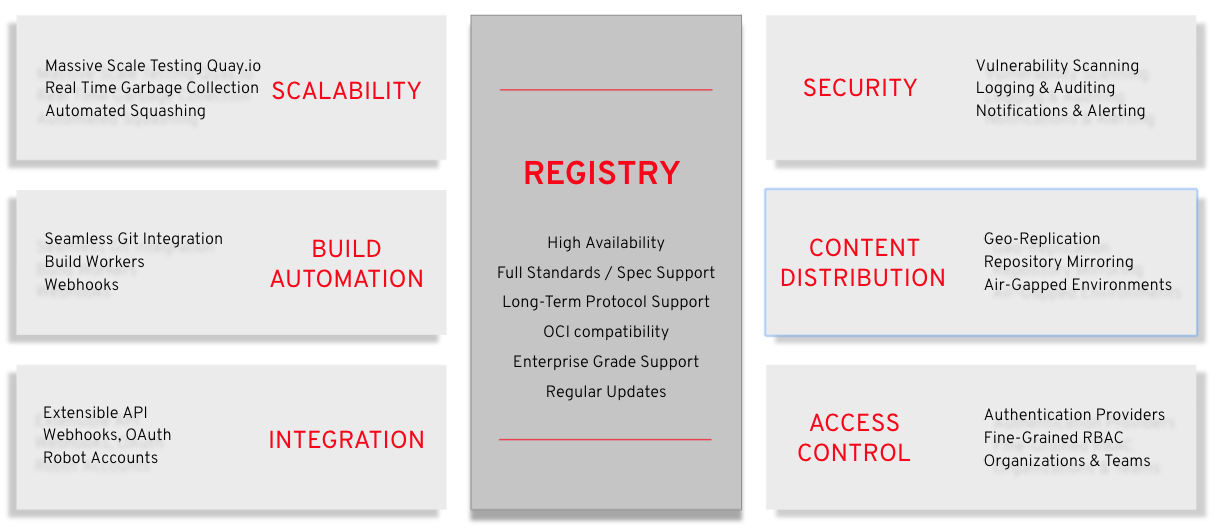 Massive Scale Testing Quay.io
Real Time Garbage Collection
Automated Squashing
SCALABILITY
Seamless Git Integration
Build Workers
Webhooks
BUILD
AUTOMATION
Extensible API
Webhooks, OAuth
Robot Accounts
INTEGRATION
REGISTRY
High Availability
Full Standards / Spec Support
Long-Term Protocol Support
OCI compatibility
Enterprise Grade Support
Regular Updates
SECURITY
Vulnerability Scanning
Logging & Auditing
Notifications & Alerting
CONTENT
DISTRIBUTION
Geo-Replication
Repository Mirroring
Air-Gapped Environments
ACCESS
CONTROL
Authentication Providers
Fine-Grained RBAC
Organizations & Teams